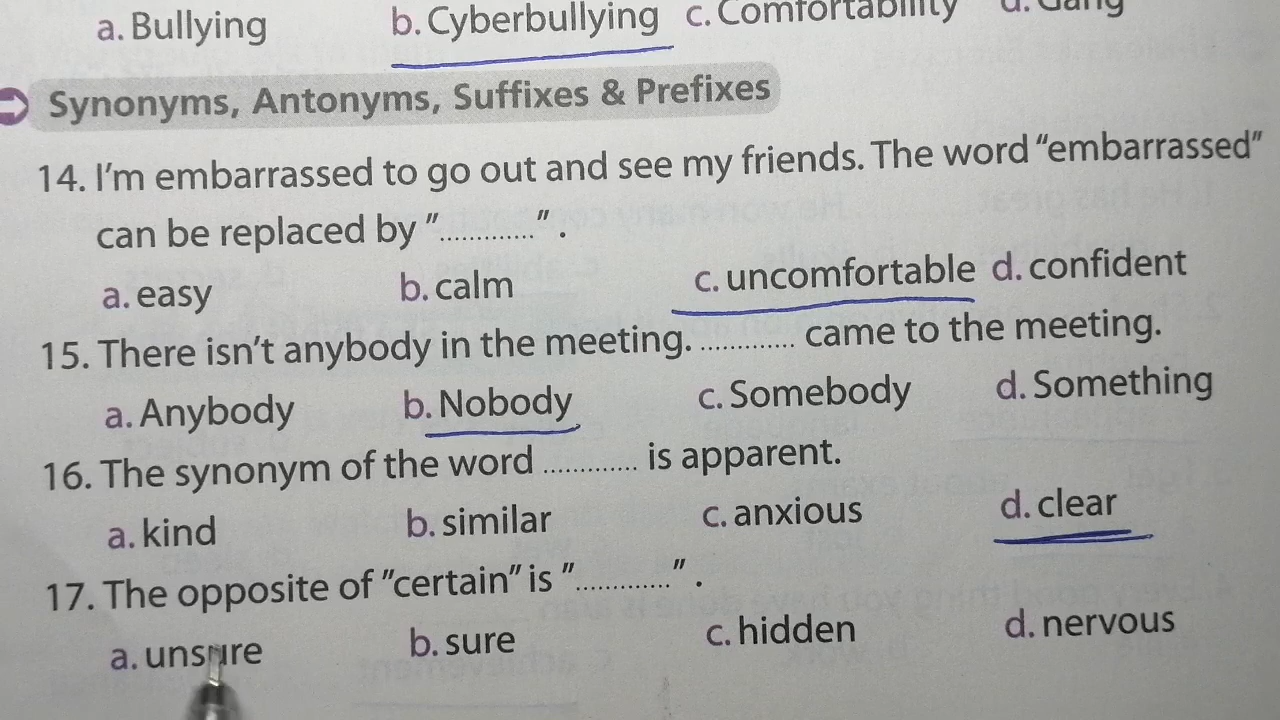 a. Bullying b. Cyberbullying c. Comfortability d. Gang
Synonyms, Antonyms, Suffixes & Prefixes
14. I'm embarrassed to go out and see my friends. The word "embarrassed"
can be replaced by ".............".
a. easy b. calm c. uncomfortable d. confident
15. There isn't anybody in the meeting. ............. came to the meeting.
a. Anybody b. Nobody c. Somebody d. Something
16. The synonym of the word ............. is apparent.
a. kind b. similar c. anxious d. clear
17. The opposite of "certain" is ".............".
a. unsure b. sure c. hidden d. nervous